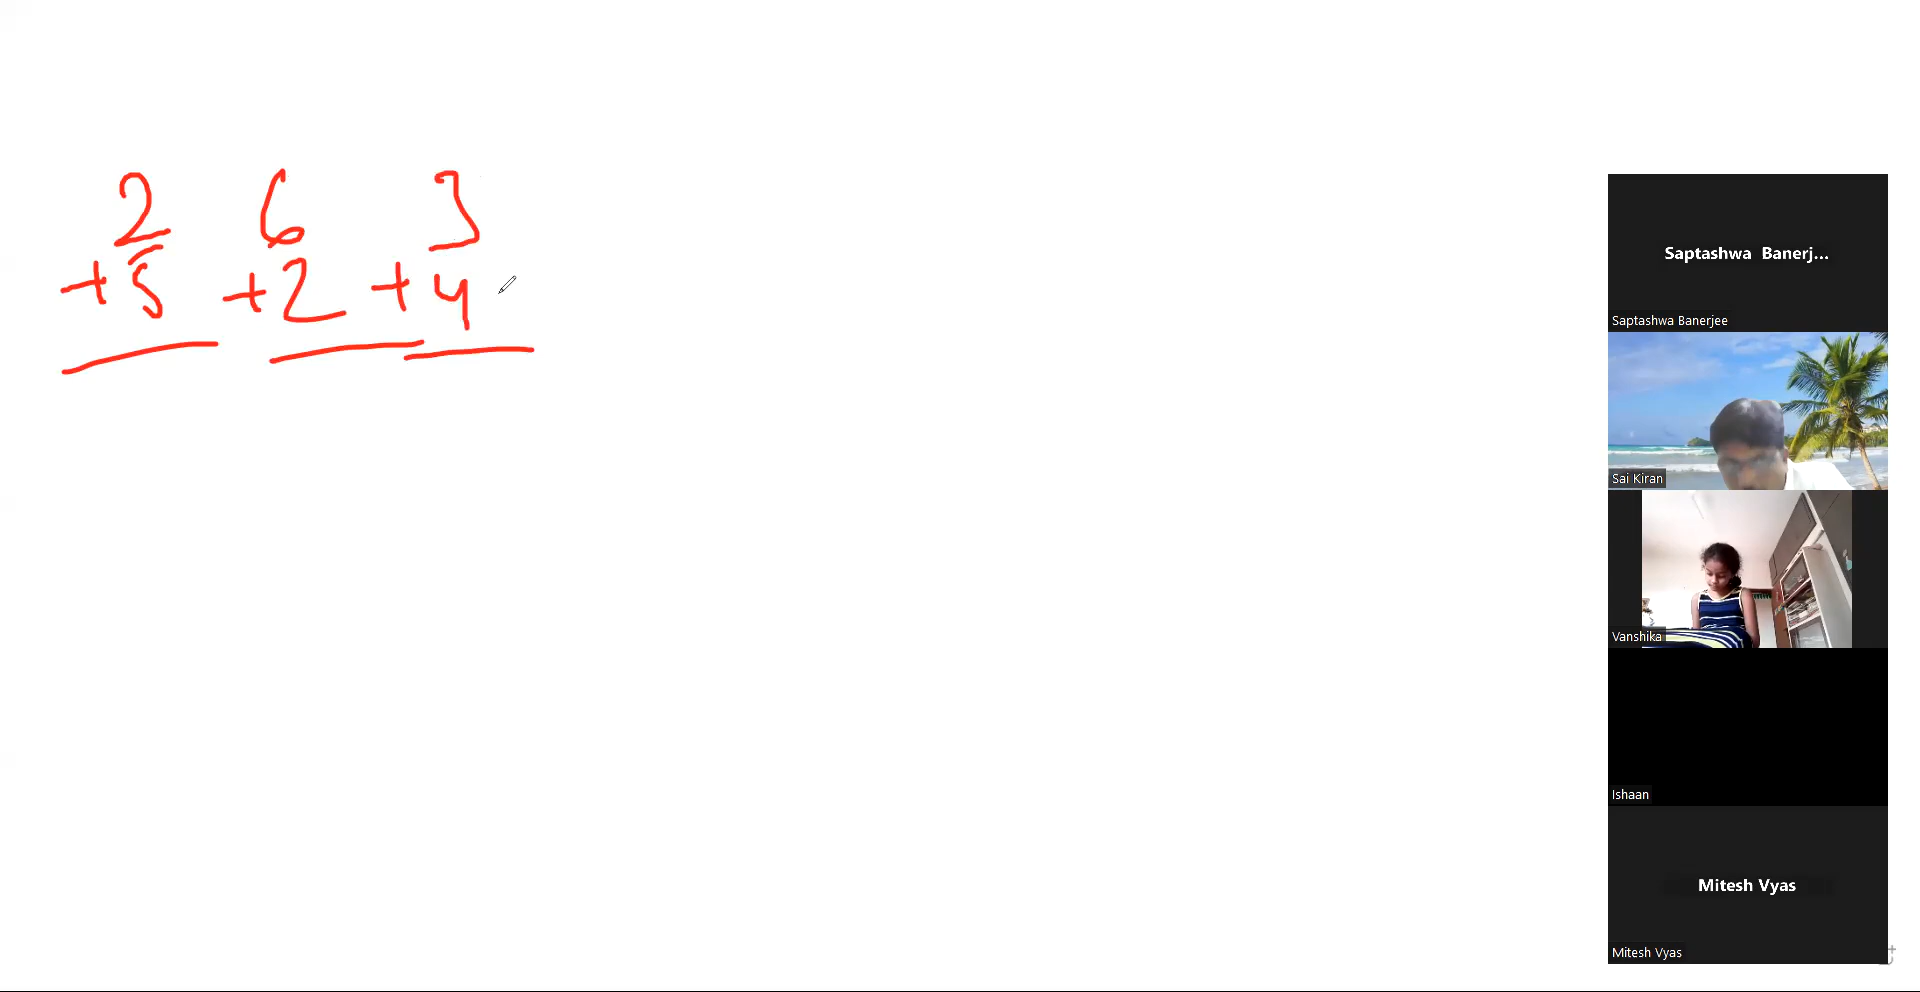 2 6 3
+5 +2 +4
Saptashwa Banerj...
Saptashwa Banerjee
Sai Kiran
Vanshika
Ishaan
Mitesh Vyas
Mitesh Vyas